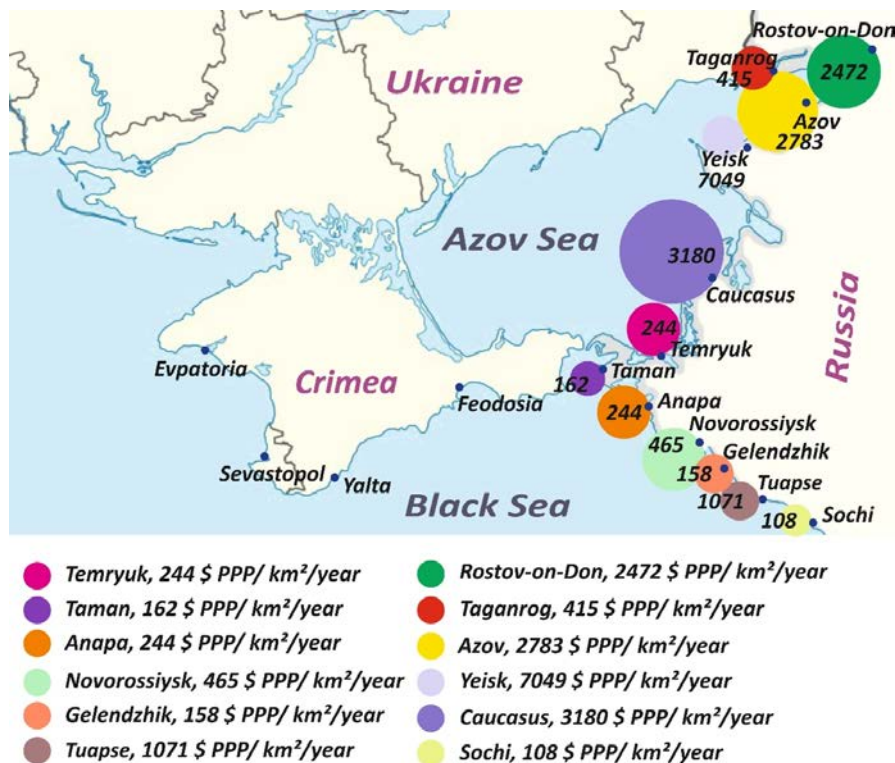 Rostov-on-Don
Taganrog
415
2472
Ukraine
Azov
2783
Yeisk
7049
Azov Sea
3180
Caucasus
Russia
244
Temryuk
Evpatoria
Crimea
Taman
162
Feodosia
244
Anapa
Novorossiysk
465
Gelendzhik
158
Sevastopol
Yalta
1071
Tuapse
Black Sea
108
Sochi
Temryuk, 244 $ PPP/ km²/year
Taman, 162 $ PPP/ km²/year
Anapa, 244 $ PPP/ km²/year
Novorossiysk, 465 $ PPP/ km²/year
Gelendzhik, 158 $ PPP/ km²/year
Tuapse, 1071 $ PPP/ km²/year
Rostov-on-Don, 2472 $ PPP/ km²/year
Taganrog, 415 $ PPP/ km²/year
Azov, 2783 $ PPP/ km²/year
Yeisk, 7049 $ PPP/ km²/year
Caucasus, 3180 $ PPP/ km²/year
Sochi, 108 $ PPP/ km²/year